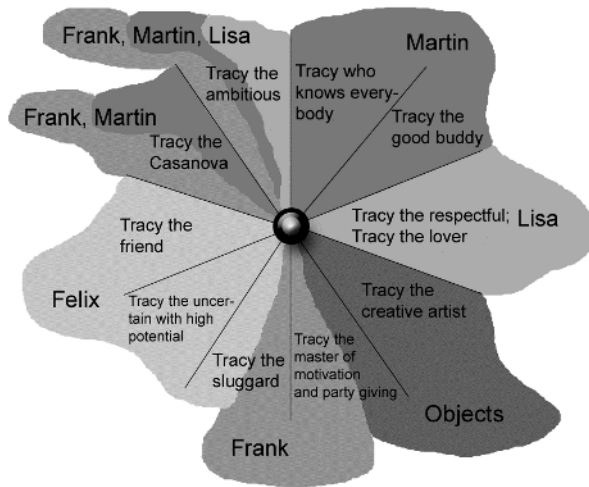 Frank, Martin, Lisa
Tracy the
ambitious
Tracy who
knows every-
body
Martin
Tracy the
good buddy
Frank, Martin
Tracy the
Casanova
Tracy the respectful;
Tracy the lover
Lisa
Tracy the
friend
Felix
Tracy the uncer-
tain with high
potential
Tracy the
creative artist
Tracy the
sluggard
Tracy the
master of
motivation
and party giving
Objects
Frank